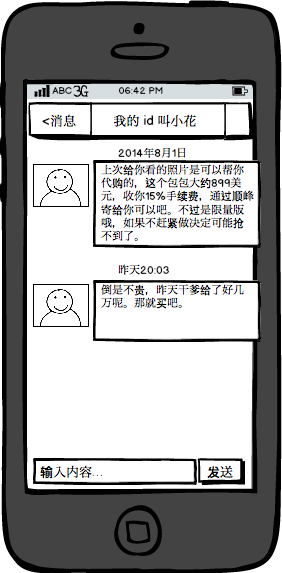 ABC 3G 06:42 PM
<消息 我的 id 叫小花
2014年8月1日
上次给你看的照片是可以帮你
代购的，这个包包大约899美
元，收你15%手续费，通过顺峰
寄给你可以吧。不过是限量版
哦，如果不赶紧做决定可能抢
不到了。
昨天20:03
倒是不贵，昨天干爹给了好几
万呢。那就买吧。
输入内容... 发送